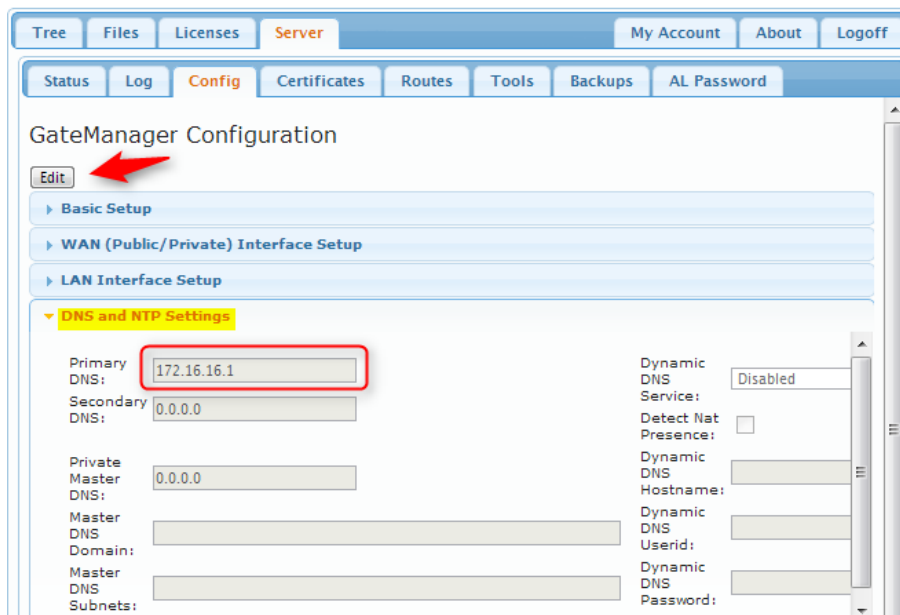 Tree Files Licenses Server My Account About Logoff
Status Log Config Certificates Routes Tools Backups AL Password
GateManager Configuration
Edit
Basic Setup
WAN (Public/Private) Interface Setup
LAN Interface Setup
DNS and NTP Settings
Primary
DNS:
172.16.16.1
Secondary
DNS:
0.0.0.0
Private
Master
DNS:
0.0.0.0
Master
DNS
Domain:
Master
DNS
Subnets:
Dynamic
DNS
Service:
Disabled
Detect Nat
Presence:
Dynamic
DNS
Hostname:
Dynamic
DNS
Userid:
Dynamic
DNS
Password: